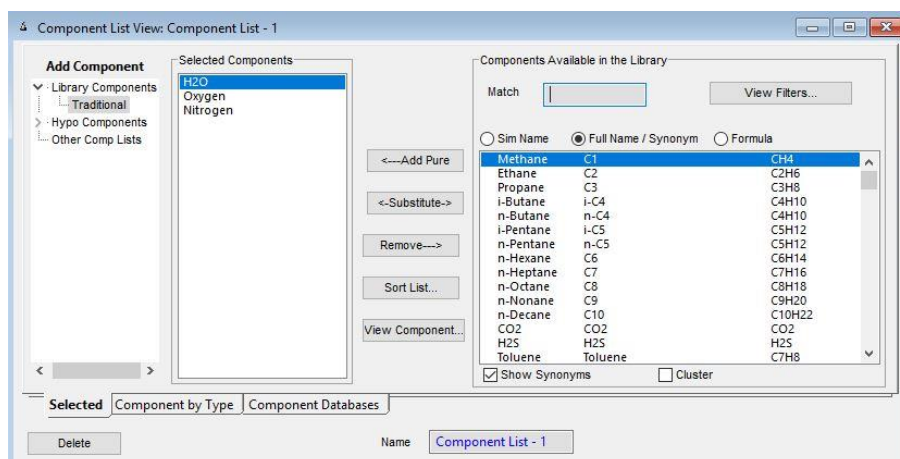 Component List View: Component List - 1
Add Component
Library Components
Traditional
Hypo Components
Other Comp Lists
Selected Components
H2O
Oxygen
Nitrogen
<---Add Pure
<-Substitute->
Remove--->
Sort List...
View Component...
Components Available in the Library
Match
View Filters...
Sim Name Full Name / Synonym Formula
Methane C1 CH4
Ethane C2 C2H6
Propane C3 C3H8
i-Butane i-C4 C4H10
n-Butane n-C4 C4H10
i-Pentane i-C5 C5H12
n-Pentane n-C5 C5H12
n-Hexane C6 C6H14
n-Heptane C7 C7H16
n-Octane C8 C8H18
n-Nonane C9 C9H20
n-Decane C10 C10H22
CO2 CO2 CO2
H2S H2S H2S
Toluene Toluene C7H8
Show Synonyms Cluster
Selected Component by Type Component Databases
Delete Name Component List - 1